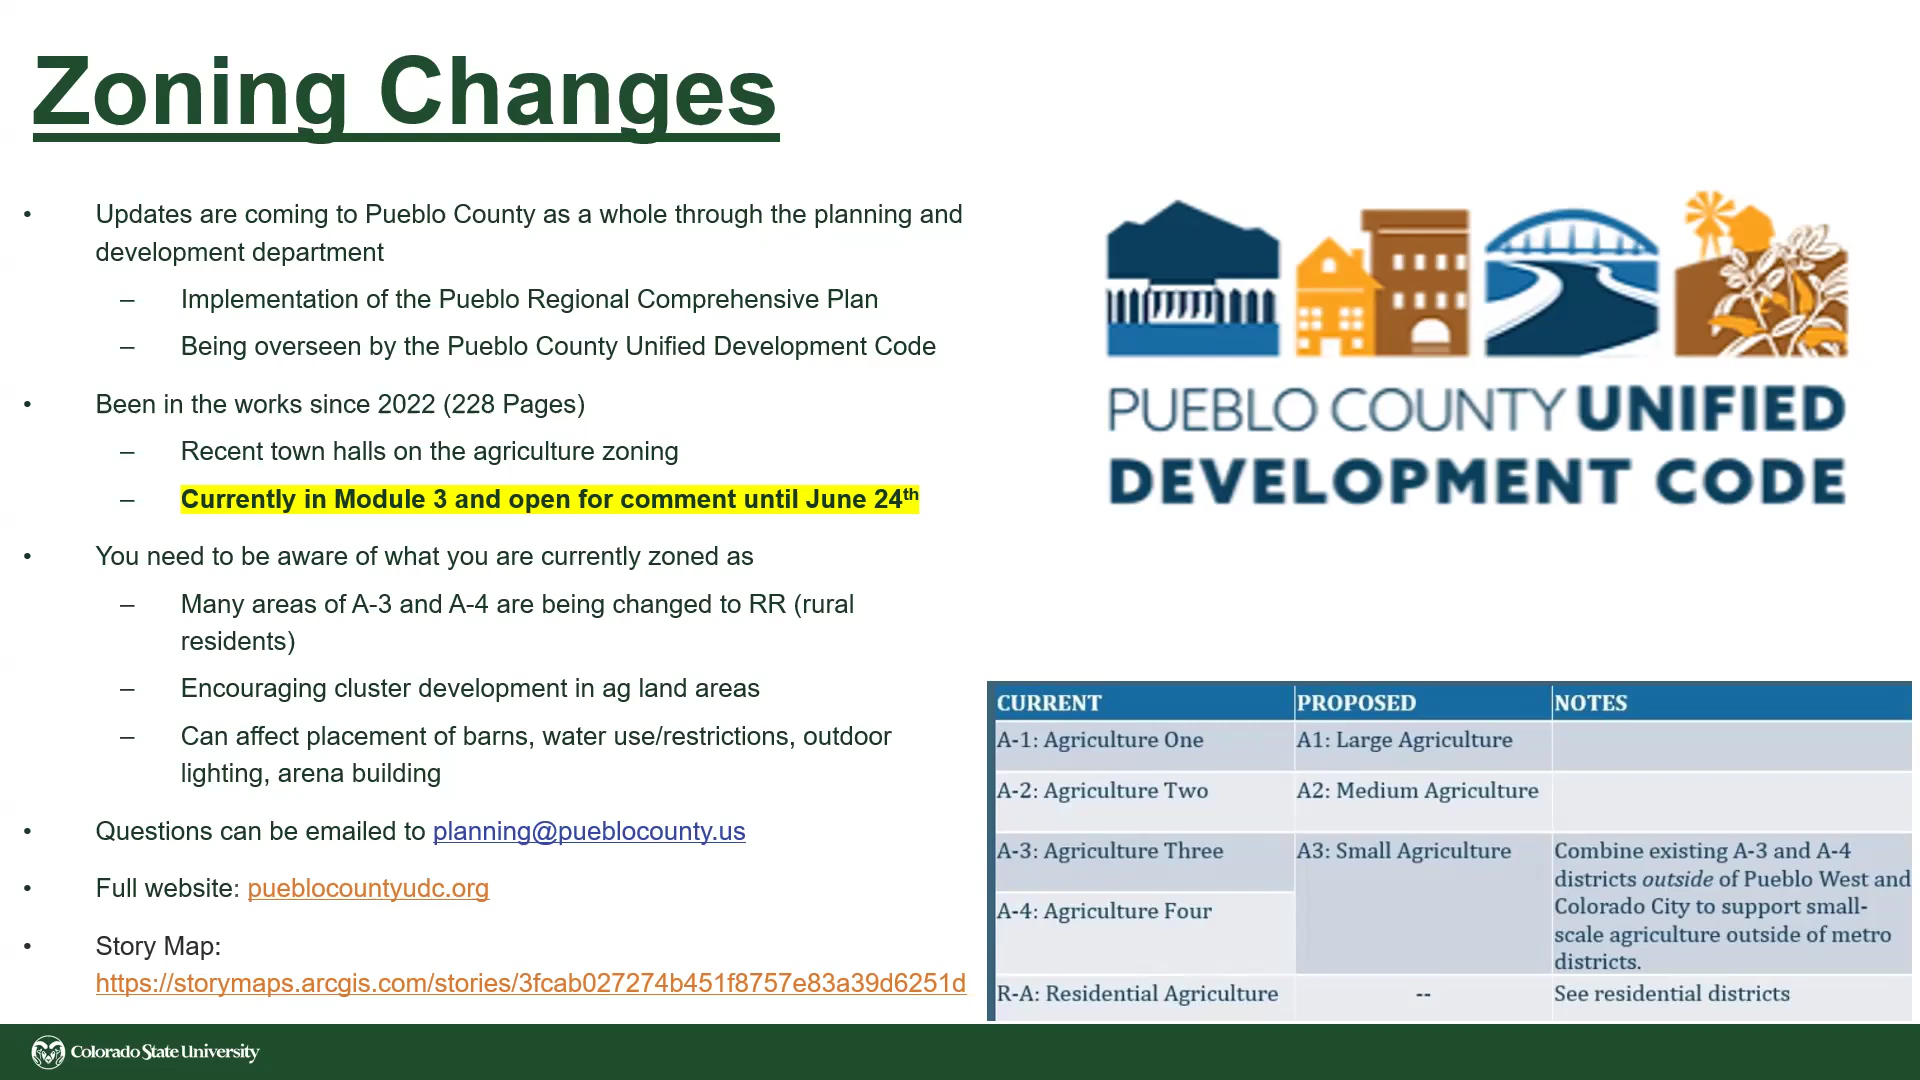 Zoning Changes
• Updates are coming to Pueblo County as a whole through the planning and
development department
– Implementation of the Pueblo Regional Comprehensive Plan
– Being overseen by the Pueblo County Unified Development Code
• Been in the works since 2022 (228 Pages)
– Recent town halls on the agriculture zoning
– Currently in Module 3 and open for comment until June 24th
• You need to be aware of what you are currently zoned as
– Many areas of A-3 and A-4 are being changed to RR (rural
residents)
– Encouraging cluster development in ag land areas
– Can affect placement of barns, water use/restrictions, outdoor
lighting, arena building
• Questions can be emailed to planning@pueblocounty.us
• Full website: pueblocountyudc.org
• Story Map:
https://storymaps.arcgis.com/stories/3fcab027274b451f8757e83a39d6251d
PUEBLO COUNTY UNIFIED
DEVELOPMENT CODE
CURRENT PROPOSED NOTES
A-1: Agriculture One A1: Large Agriculture
A-2: Agriculture Two A2: Medium Agriculture
A-3: Agriculture Three A3: Small Agriculture Combine existing A-3 and A-4
districts outside of Pueblo West and
A-4: Agriculture Four Colorado City to support small-
scale agriculture outside of metro
districts.
R-A: Residential Agriculture -- See residential districts
Colorado State University